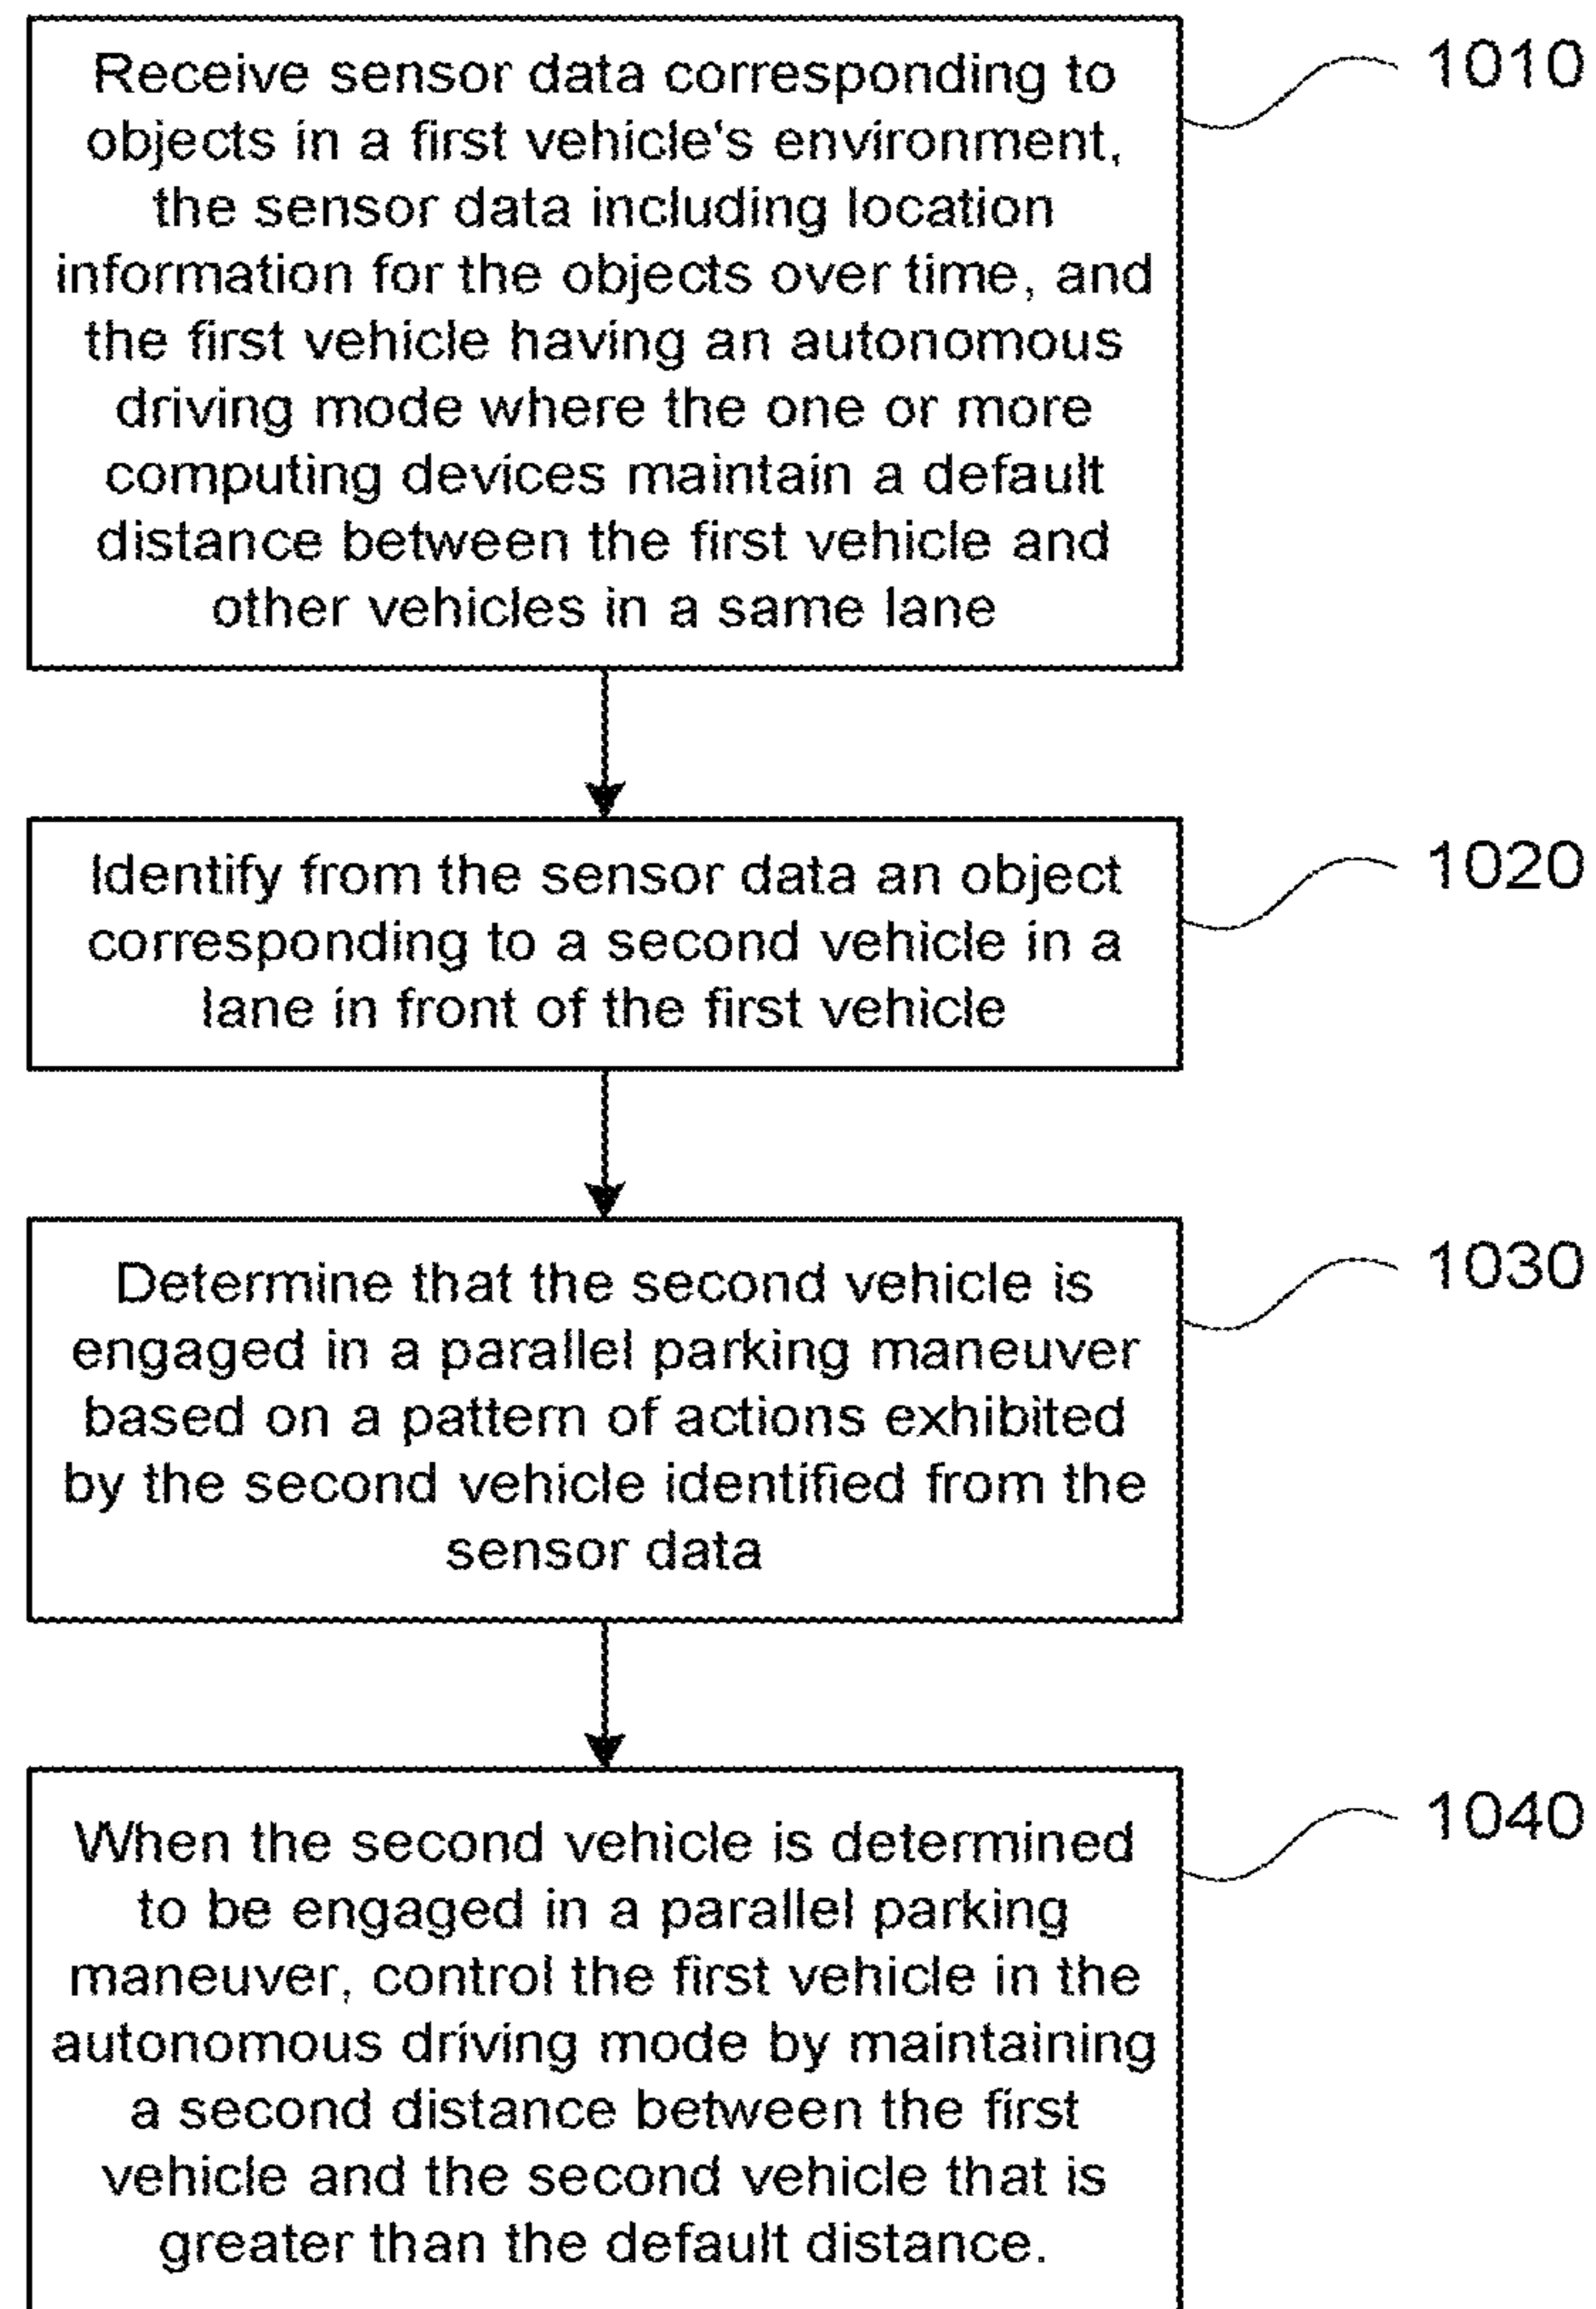 Receive sensor data corresponding to
objects in a first vehicle's environment,
the sensor data including location
information for the objects over time, and
the first vehicle having an autonomous
driving mode where the one or more
computing devices maintain a default
distance between the first vehicle and
other vehicles in a same lane
1010
Identify from the sensor data an object
corresponding to a second vehicle in a
lane in front of the first vehicle
1020
Determine that the second vehicle is
engaged in a parallel parking maneuver
based on a pattern of actions exhibited
by the second vehicle identified from the
sensor data
1030
When the second vehicle is determined
to be engaged in a parallel parking
maneuver, control the first vehicle in the
autonomous driving mode by maintaining
a second distance between the first
vehicle and the second vehicle that is
greater than the default distance.
1040